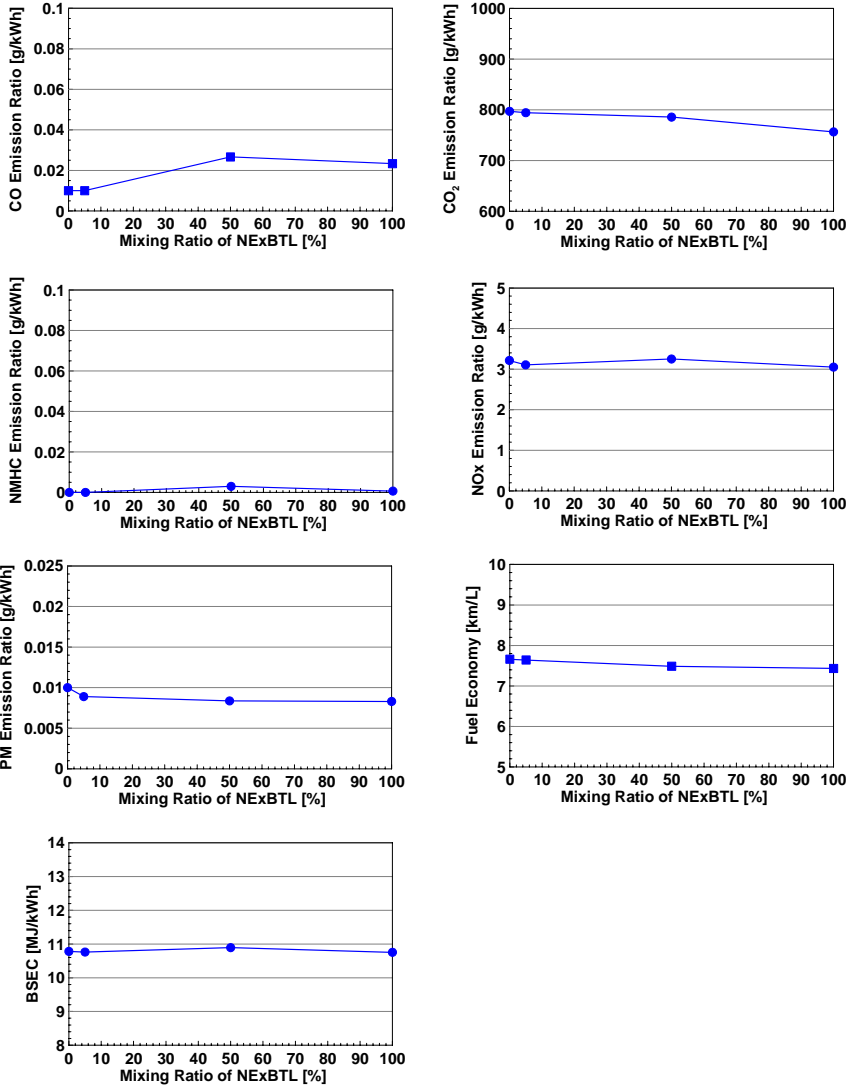 CO Emission Ratio [g/kWh]
0.1
0.08
0.06
0.04
0.02
0
0 10 20 30 40 50 60 70 80 90 100
Mixing Ratio of NExBTL [%]
CO2 Emission Ratio [g/kWh]
1000
900
800
700
600
0 10 20 30 40 50 60 70 80 90 100
Mixing Ratio of NExBTL [%]
NMHC Emission Ratio [g/kWh]
0.1
0.08
0.06
0.04
0.02
0
0 10 20 30 40 50 60 70 80 90 100
Mixing Ratio of NExBTL [%]
NOx Emission Ratio [g/kWh]
5
4
3
2
1
0
0 10 20 30 40 50 60 70 80 90 100
Mixing Ratio of NExBTL [%]
PM Emission Ratio [g/kWh]
0.025
0.02
0.015
0.01
0.005
0
0 10 20 30 40 50 60 70 80 90 100
Mixing Ratio of NExBTL [%]
Fuel Economy [km/L]
10
9
8
7
6
5
0 10 20 30 40 50 60 70 80 90 100
Mixing Ratio of NExBTL [%]
BSEC [MJ/kWh]
14
13
12
11
10
9
8
0 10 20 30 40 50 60 70 80 90 100
Mixing Ratio of NExBTL [%]